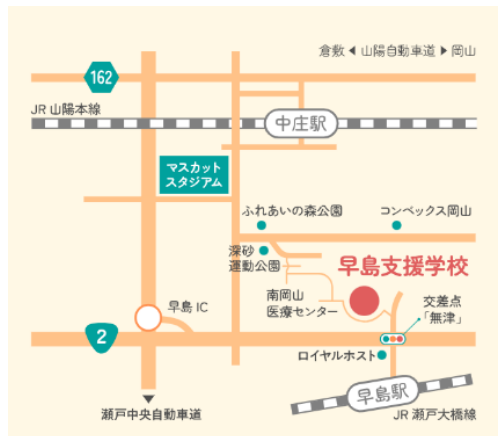 倉敷 ◀ 山陽自動車道 ▶ 岡山
162
JR 山陽本線
中庄駅
マスカット
スタジアム
ふれあいの森公園
コンベックス岡山
深砂
運動公園
早島支援学校
南岡山
医療センター
交差点
「無津」
早島 IC
2
ロイヤルホスト
早島駅
瀬戸中央自動車道
JR 瀬戸大橋線